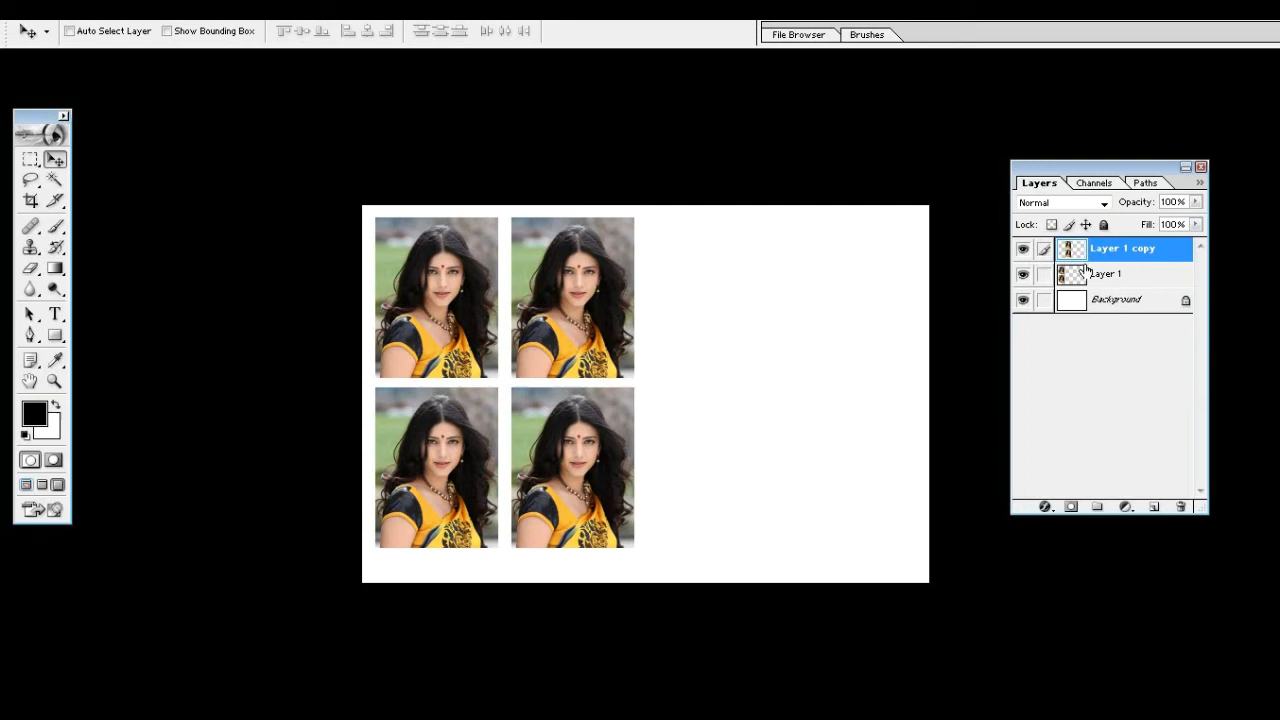 Auto Select Layer Show Bounding Box File Browser Brushes
Layers Channels Paths
Normal Opacity: 100%
Lock: Fill: 100%
Layer 1 copy
Layer 1
Background
T